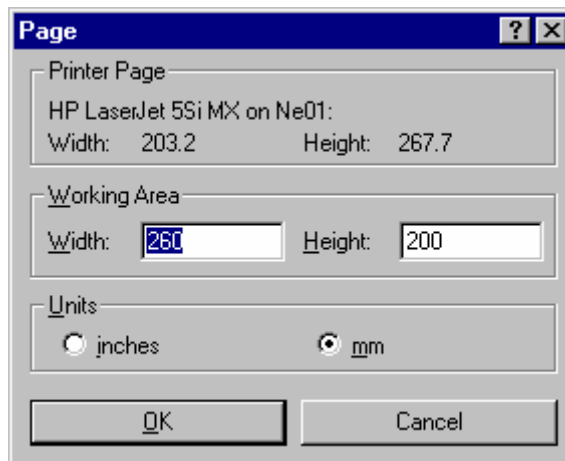 Page
Printer Page
HP LaserJet 5Si MX on Ne01:
Width: 203.2 Height: 267.7
Working Area
Width: 260 Height: 200
Units
inches mm
OK Cancel